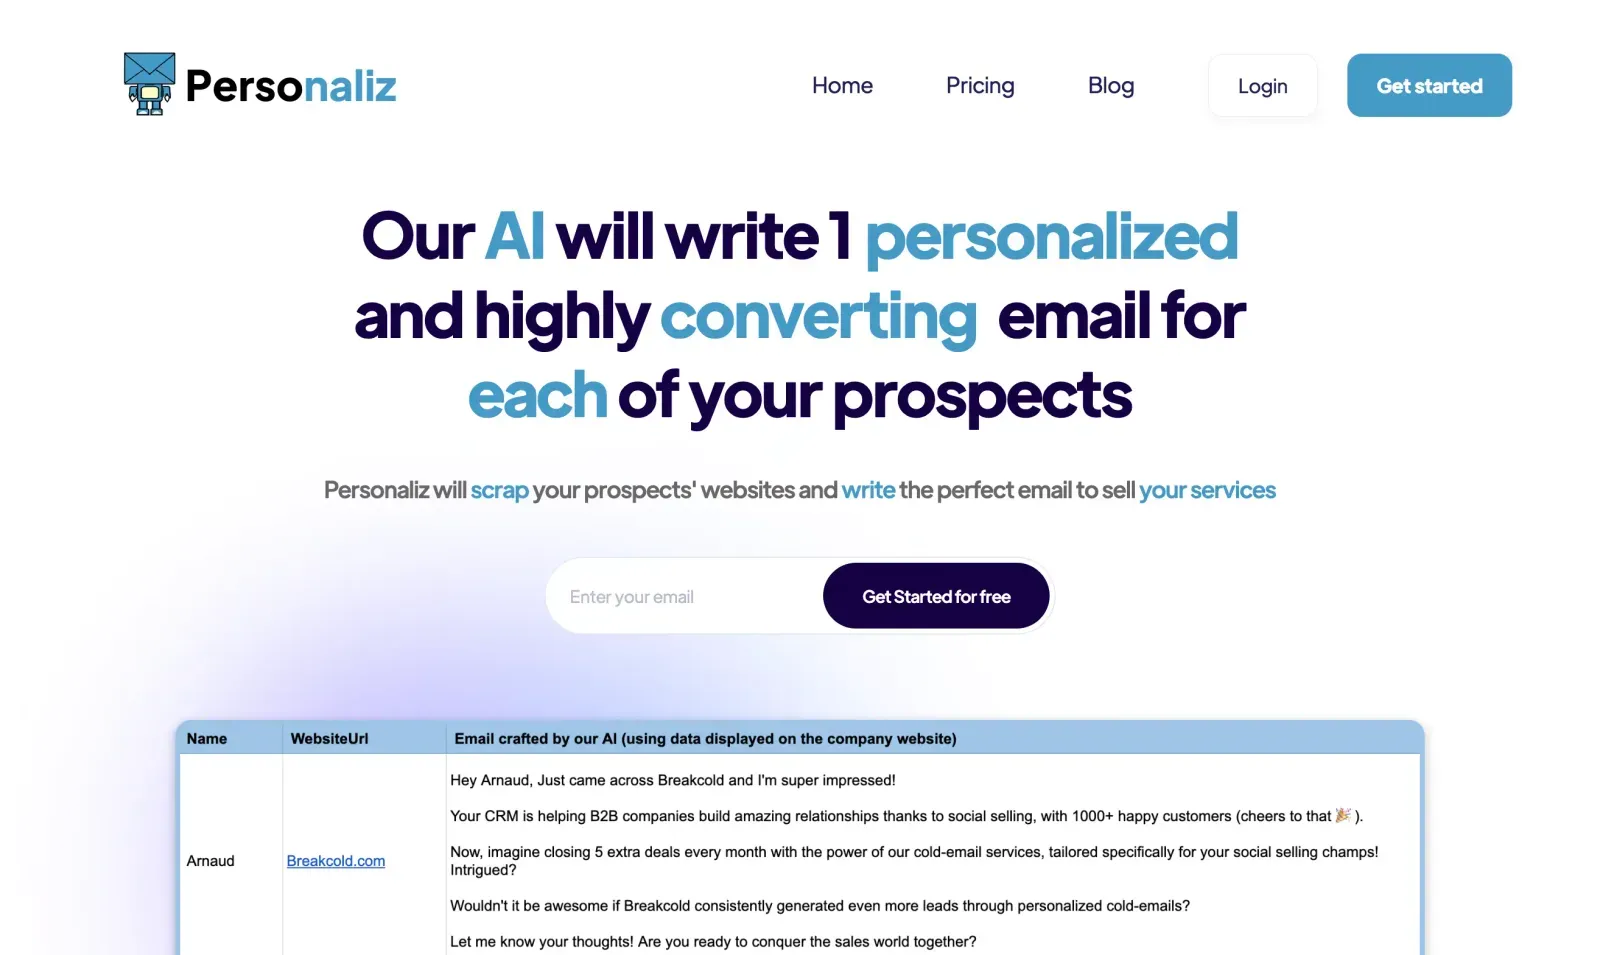 Personaliz
Home
Pricing
Blog
Login
Get started
Our AI will write 1 personalized
and highly converting email for
each of your prospects
Personaliz will scrap your prospects' websites and write the perfect email to sell your services
Enter your email
Get Started for free
Name
WebsiteUrl
Email crafted by our AI (using data displayed on the company website)
Arnaud
Breakcold.com
Hey Arnaud, Just came across Breakcold and I'm super impressed!
Your CRM is helping B2B companies build amazing relationships thanks to social selling, with 1000+ happy customers (cheers to that 🎉 ).
Now, imagine closing 5 extra deals every month with the power of our cold-email services, tailored specifically for your social selling champs!
Intrigued?
Wouldn't it be awesome if Breakcold consistently generated even more leads through personalized cold-emails?
Let me know your thoughts! Are you ready to conquer the sales world together?